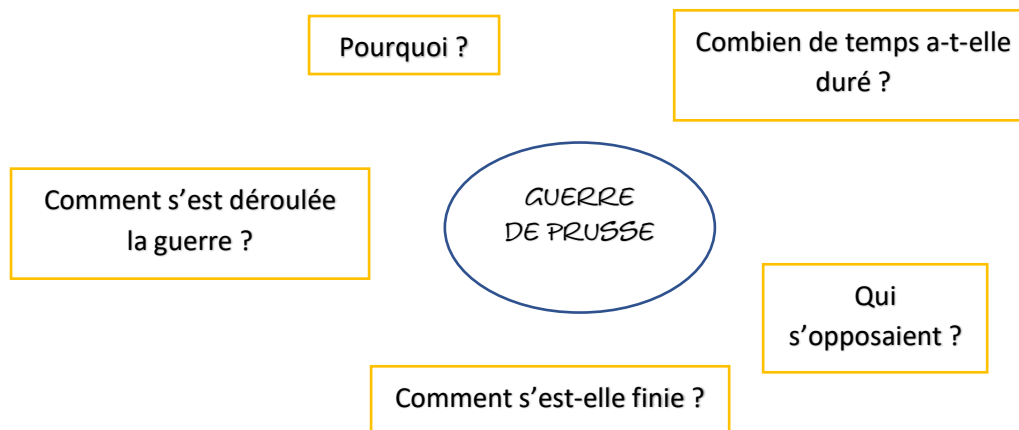 Pourquoi ?
Combien de temps a-t-elle
duré ?
Comment s'est déroulée
la guerre ?
GUERRE
DE PRUSSE
Qui
s'opposaient ?
Comment s'est-elle finie ?